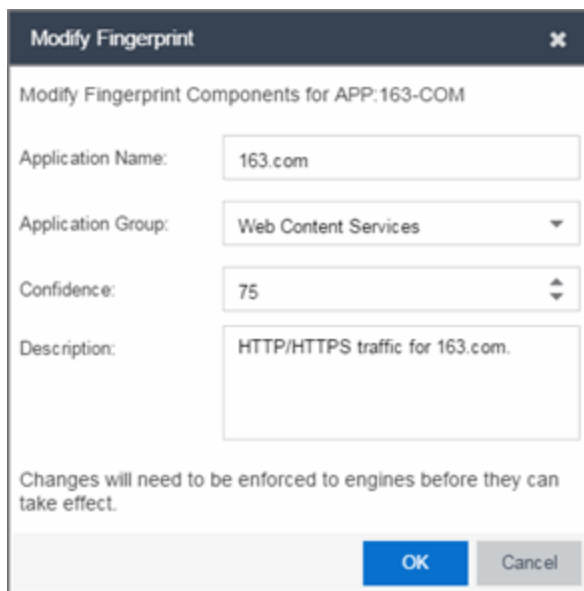 Modify Fingerprint
Modify Fingerprint Components for APP:163-COM
Application Name:
163.com
Application Group:
Web Content Services
Confidence:
75
Description:
HTTP/HTTPS traffic for 163.com.
Changes will need to be enforced to engines before they can
take effect.
OK
Cancel